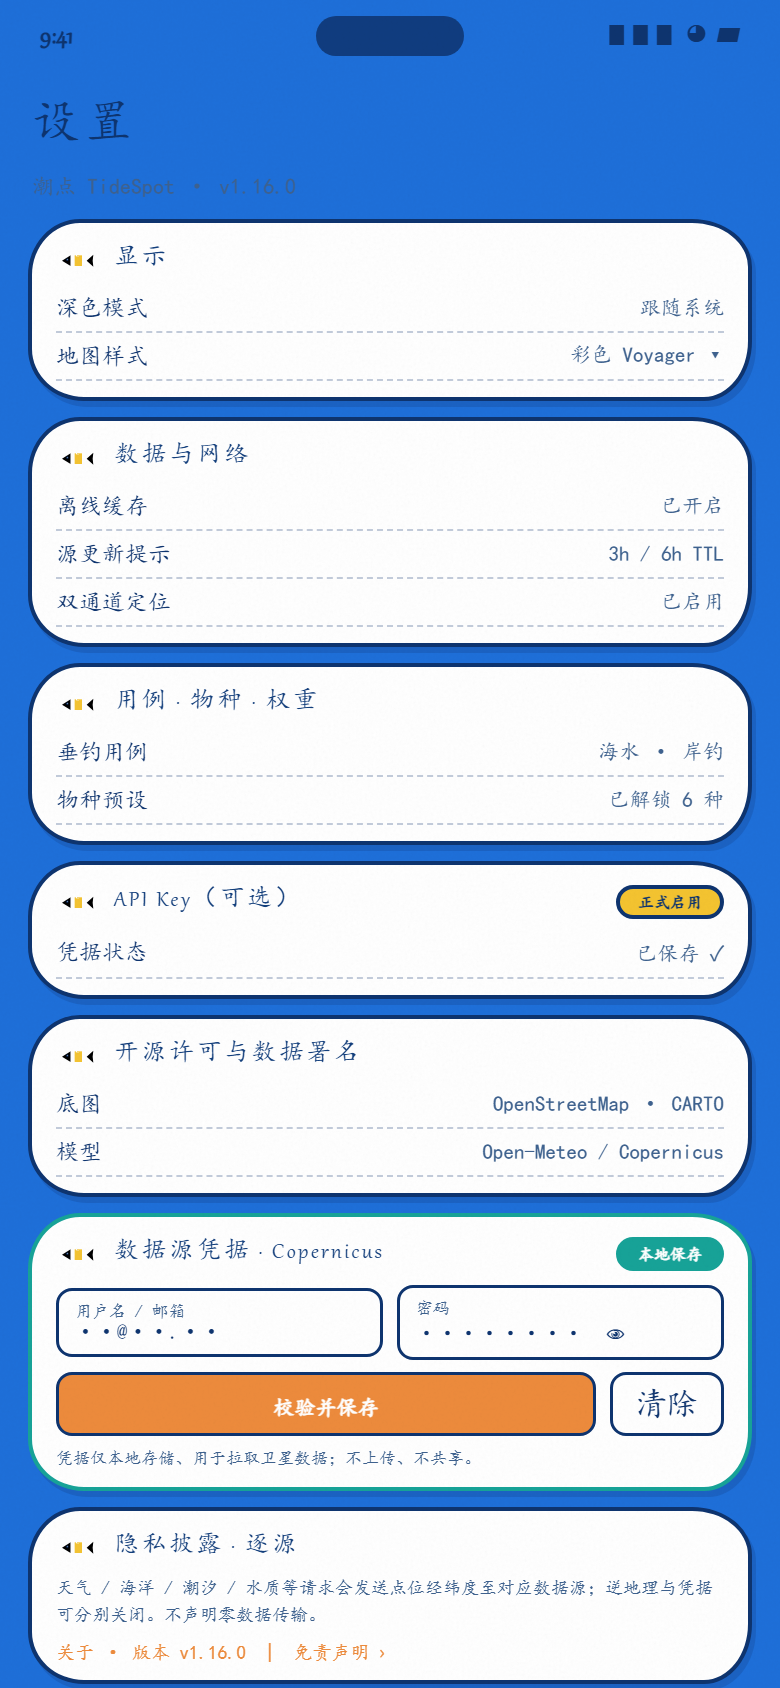 9:41
设置
潮点 TideSpot • v1.16.0
显示
深色模式 跟随系统
地图样式 彩色 Voyager ▾
数据与网络
离线缓存 已开启
源更新提示 3h / 6h TTL
双通道定位 已启用
用例 · 物种 · 权重
垂钓用例 海水 • 岸钓
物种预设 已解锁 6 种
API Key（可选） 正式启用
凭据状态 已保存 ✓
开源许可与数据署名
底图 OpenStreetMap • CARTO
模型 Open-Meteo / Copernicus
数据源凭据 · Copernicus 本地保存
用户名 / 邮箱 密码
••@••.•• ••••••••
校验并保存 清除
凭据仅本地存储、用于拉取卫星数据；不上传、不共享。
隐私披露 · 逐源
天气 / 海洋 / 潮汐 / 水质等请求会发送点位经纬度至对应数据源；逆地理与凭据
可分别关闭。不声明零数据传输。
关于 • 版本 v1.16.0 | 免责声明 ›